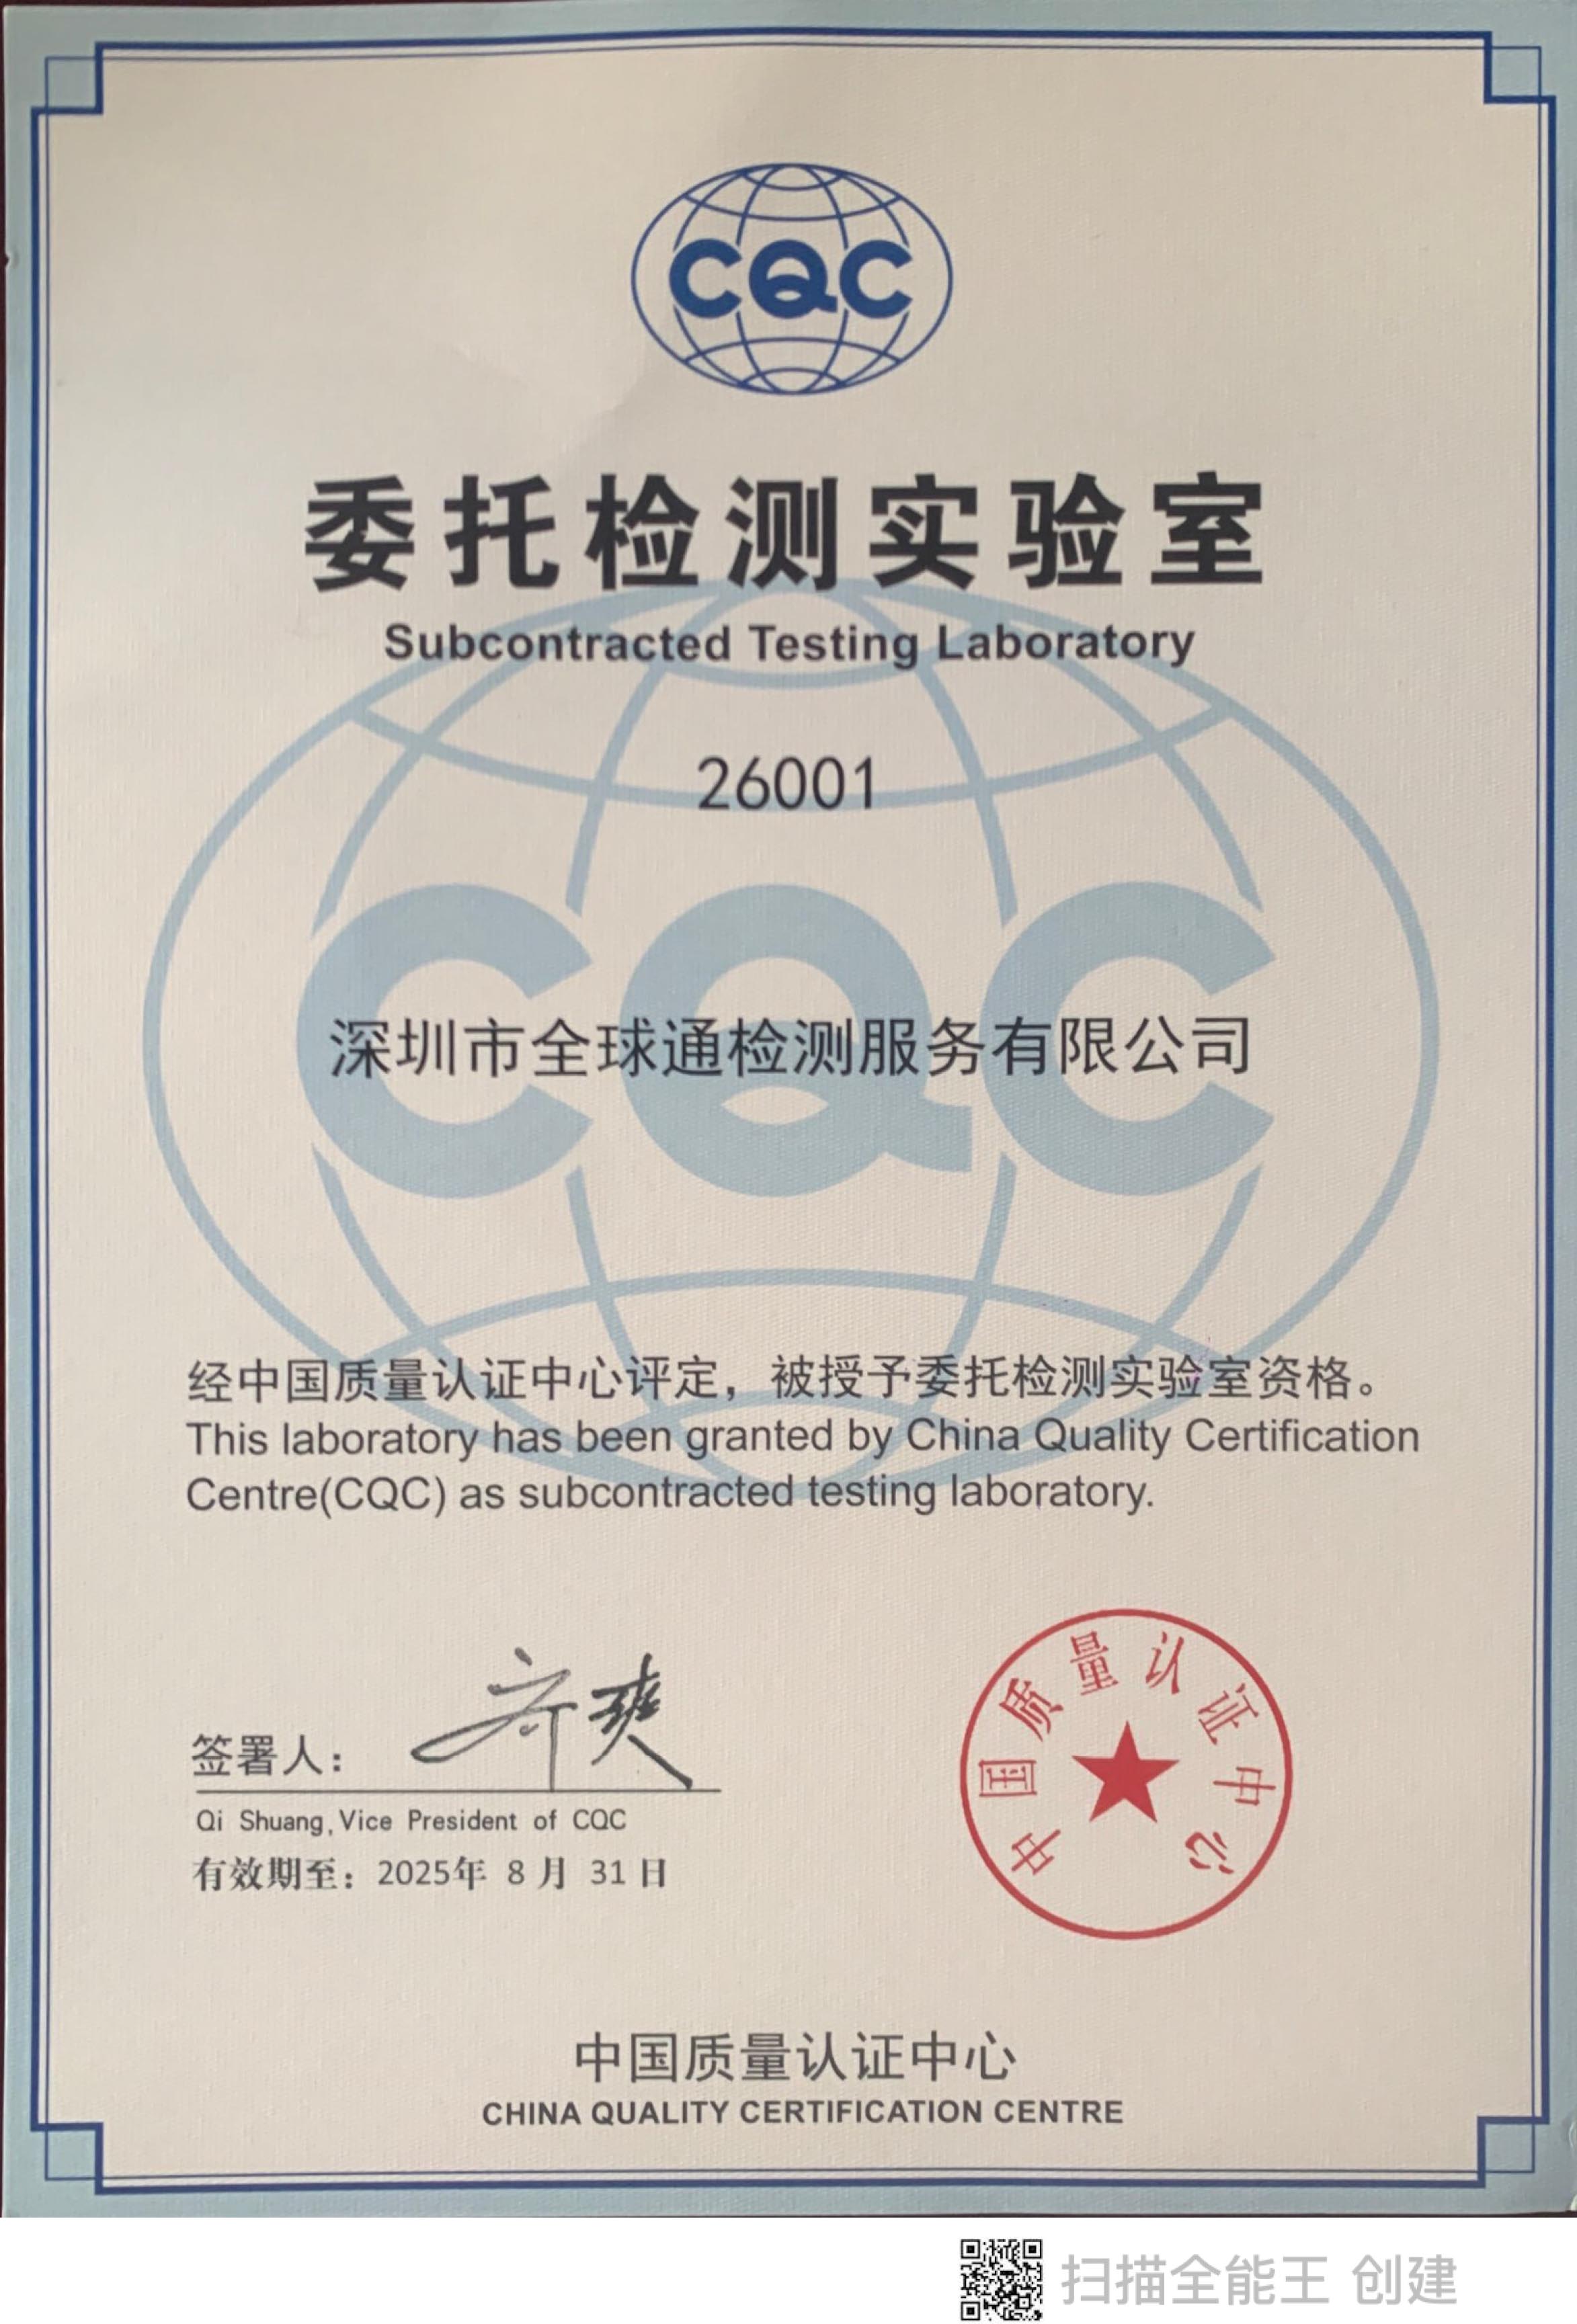 CQC
委托检测实验室
Subcontracted Testing Laboratory
26001
CQC
深圳市全球通检测服务有限公司
经中国质量认证中心评定，被授予委托检测实验室资格。
This laboratory has been granted by China Quality Certification
Centre(CQC) as subcontracted testing laboratory.
签署人：齐爽
Qi Shuang,Vice President of CQC
有效期至：2025年 8 月 31 日
中国质量认证中心
中国质量认证中心
CHINA QUALITY CERTIFICATION CENTRE
扫描全能王 创建